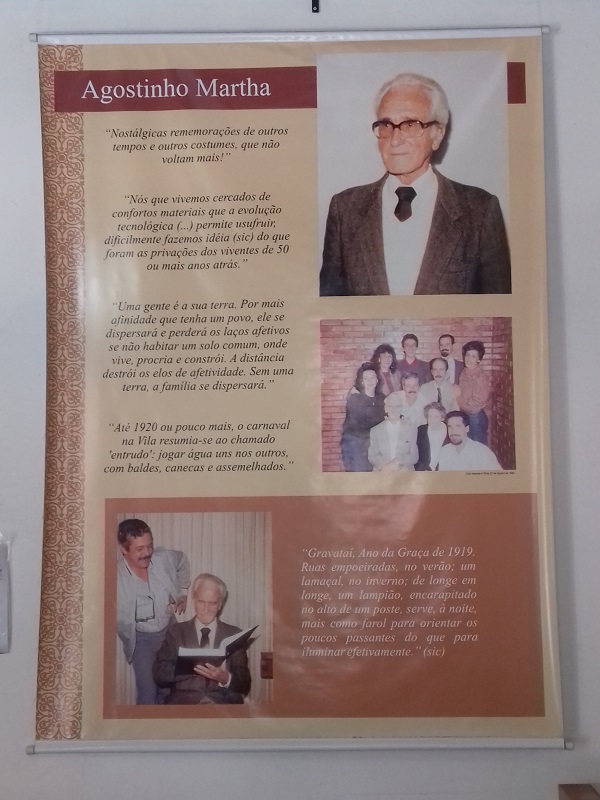 Agostinho Martha
“Nostálgicas rememorações de outros
tempos e outros costumes, que não
voltam mais!”
“Nós que vivemos cercados de
confortos materiais que a evolução
tecnológica (...) permite usufruir,
dificilmente fazemos idéia (sic) do que
foram as privações dos viventes de 50
ou mais anos atrás.”
“Uma gente é a sua terra. Por mais
afinidade que tenha um povo, ele se
dispersará e perderá os laços afetivos
se não habitar um solo comum, onde
vive, procria e constrói. A distância
destrói os elos de afetividade. Sem uma
terra, a família se dispersará.”
“Até 1920 ou pouco mais, o carnaval
na Vila resumia-se ao chamado
'entrudo': jogar água uns nos outros,
com baldes, canecas e assemelhados.”
“Gravataí, Ano da Graça de 1919.
Ruas empoeiradas, no verão; um
lamaçal, no inverno; de longe em
longe, um lampião, encarapitado
no alto de um poste, serve, à noite,
mais como farol para orientar os
poucos passantes do que para
iluminar efetivamente.” (sic)